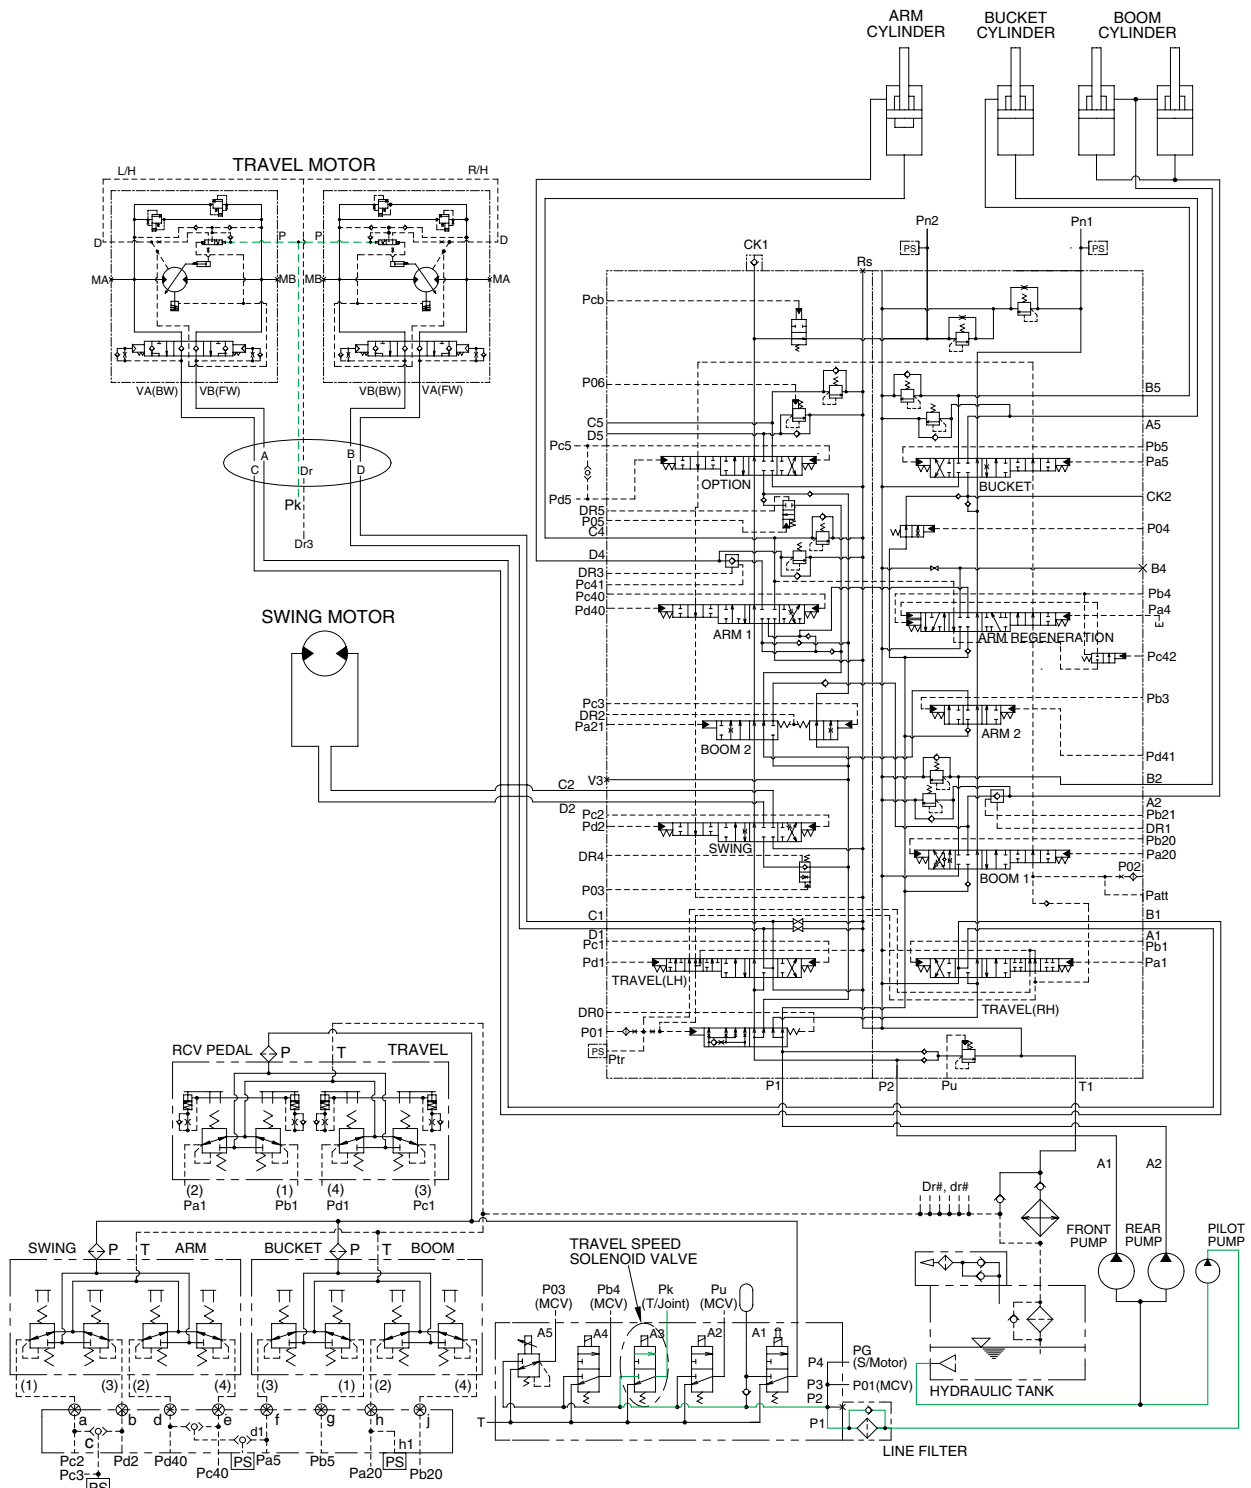 ARM
CYLINDER
BUCKET
CYLINDER
BOOM
CYLINDER
TRAVEL MOTOR
L/H
R/H
D
P
P
D
MA
MB
MB
MA
VA(BW)
VB(FW)
VB(BW)
VA(FW)
A
B
C
Dr
D
Pk
Dr3
SWING MOTOR
Pn2
Pn1
PS
PS
CK1
Rs
Pcb
P06
C5
D5
Pc5
Pd5
OPTION
DR5
P05
C4
D4
DR3
Pc41
Pc40
Pd40
ARM 1
Pc3
DR2
Pa21
BOOM 2
V3
C2
D2
Pc2
Pd2
SWING
DR4
P03
C1
D1
Pc1
Pd1
TRAVEL(LH)
DR0
P01
PS
Ptr
B5
A5
Pb5
Pa5
BUCKET
CK2
P04
B4
Pb4
Pa4
ARM REGENERATION
Pc42
Pb3
ARM 2
Pd41
B2
A2
Pb21
DR1
Pb20
Pa20
BOOM 1
P02
Patt
B1
A1
Pb1
Pa1
TRAVEL(RH)
P1
P2
Pu
T1
RCV PEDAL
P
T
TRAVEL
(2)
(1)
(4)
(3)
Pa1
Pb1
Pd1
Pc1
SWING
P
T
ARM
BUCKET
P
T
BOOM
(1)
(3)
(2)
(4)
(3)
(1)
(2)
(4)
a
b
d
e
f
g
h
j
c
d1
h1
Pc2
Pd2
Pd40
PS
Pa5
Pb5
PS
Pc3
Pc40
Pa20
Pb20
PS
TRAVEL SPEED
SOLENOID VALVE
P03
(MCV)
Pb4
(MCV)
Pk
(T/Joint)
Pu
(MCV)
A5
A4
A3
A2
A1
T
P4
PG
(S/Motor)
P3
P01(MCV)
P2
P1
LINE FILTER
Dr#, dr#
A1
A2
FRONT
PUMP
REAR
PUMP
PILOT
PUMP
HYDRAULIC TANK